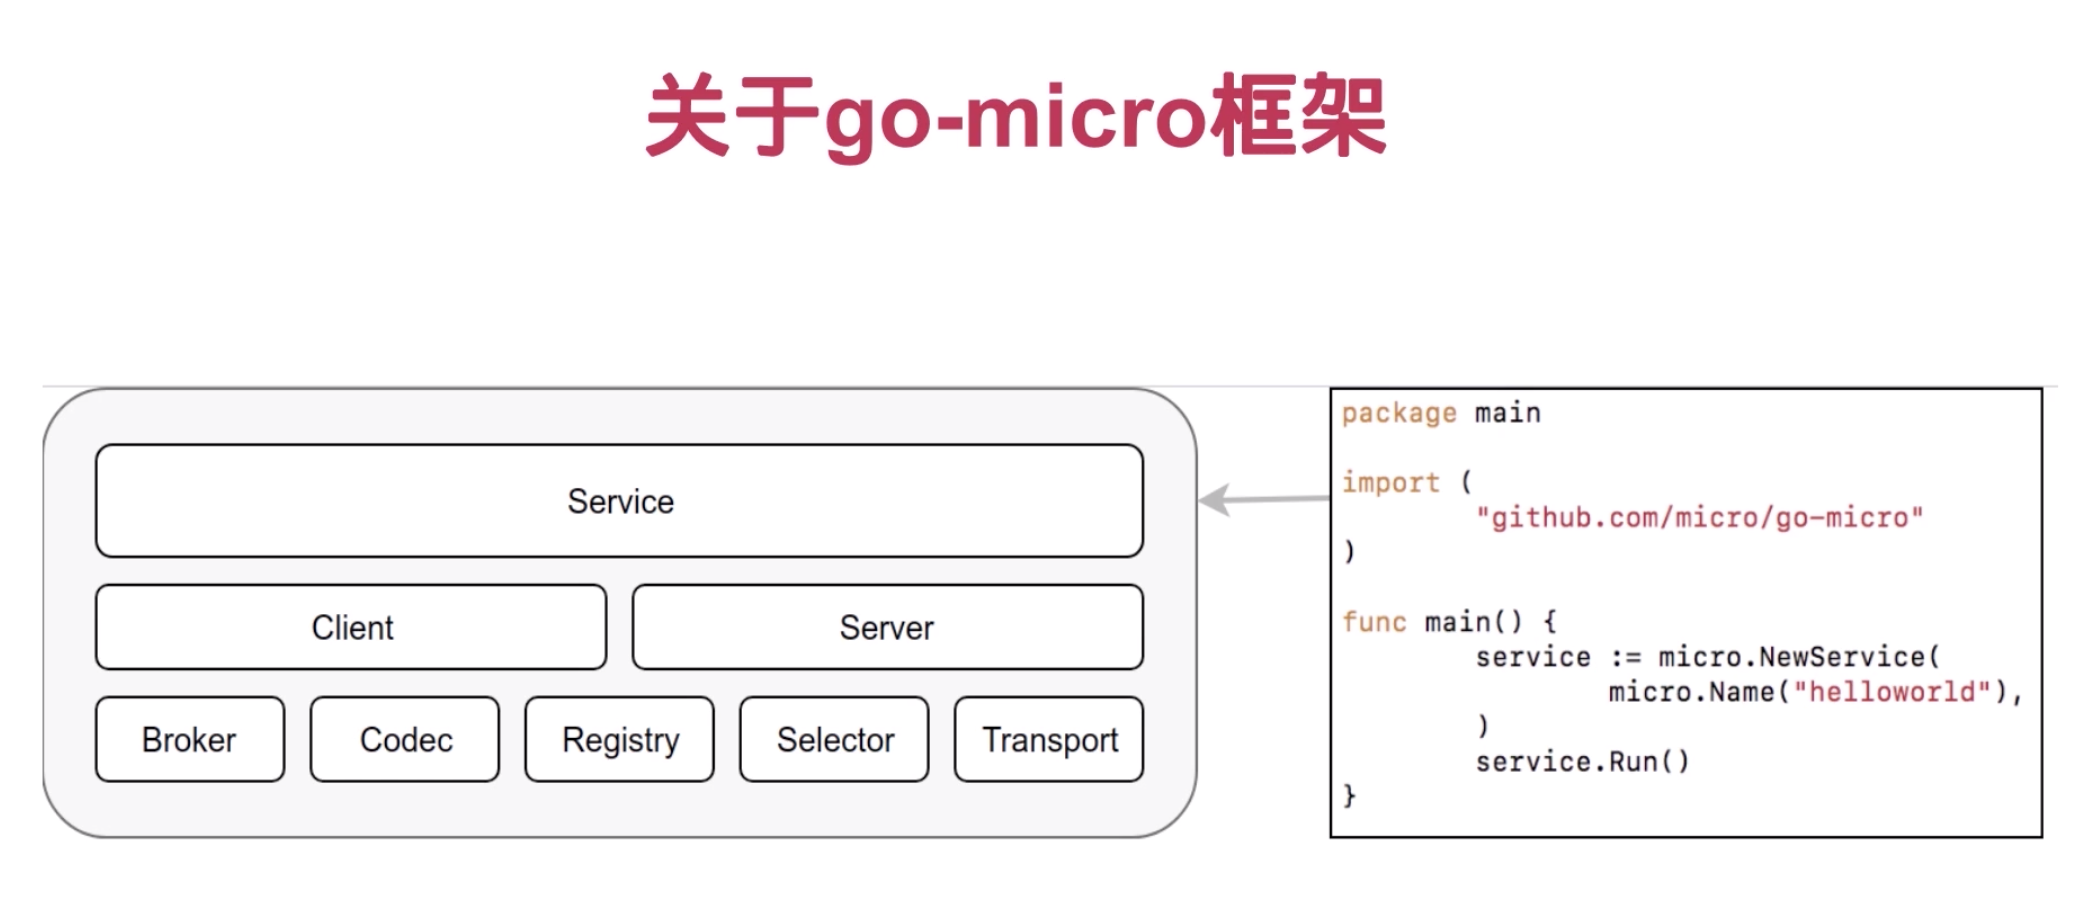 关于go-micro框架
Service
Client Server
Broker Codec Registry Selector Transport
package main
import (
"github.com/micro/go-micro"
)
func main() {
service := micro.NewService(
micro.Name("helloworld"),
)
service.Run()
}